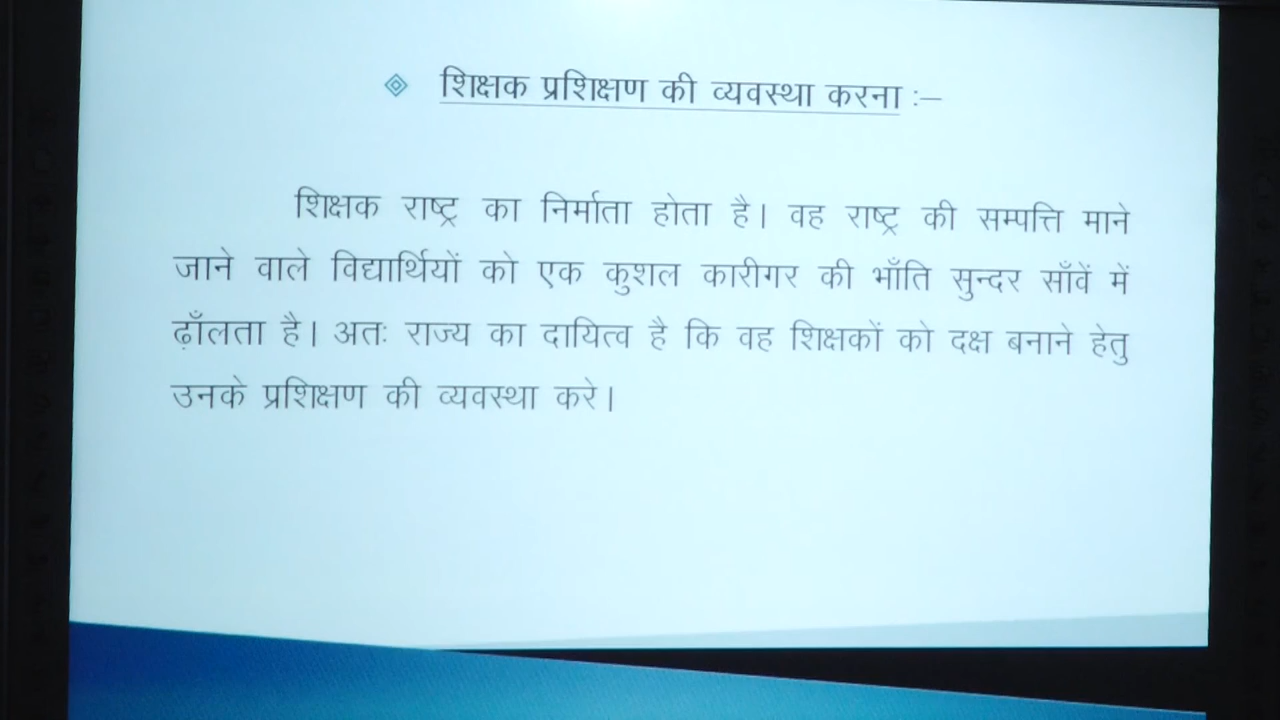 शिक्षक प्रशिक्षण की व्यवस्था करना :–
शिक्षक राष्ट्र का निर्माता होता है। वह राष्ट्र की सम्पत्ति माने
जाने वाले विद्यार्थियों को एक कुशल कारीगर की भाँति सुन्दर साँवें में
ढ़ाँलता है। अतः राज्य का दायित्व है कि वह शिक्षकों को दक्ष बनाने हेतु
उनके प्रशिक्षण की व्यवस्था करे।